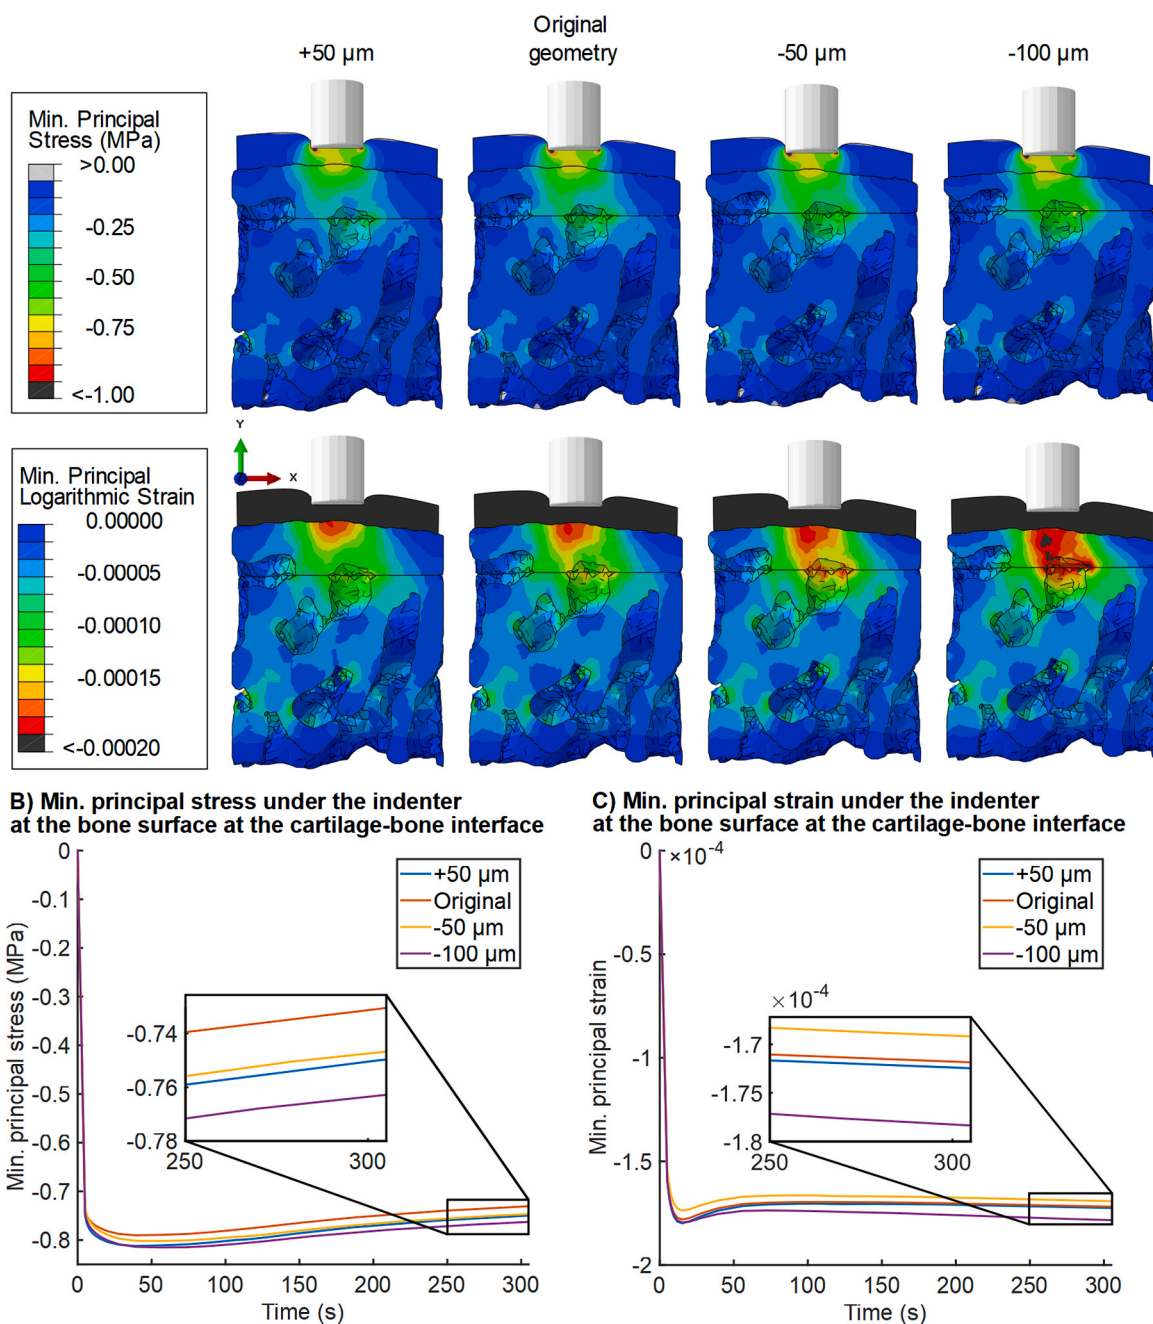 +50 µm
Original
geometry
-50 µm
-100 µm
Min. Principal
Stress (MPa)
>0.00
-0.25
-0.50
-0.75
<-1.00
Y
Z
X
Min. Principal
Logarithmic Strain
0.00000
-0.00005
-0.00010
-0.00015
<-0.00020
B) Min. principal stress under the indenter
at the bone surface at the cartilage-bone interface
0
-0.1
-0.2
-0.3
-0.4
-0.5
-0.6
-0.7
-0.8
Min. principal stress (MPa)
+50 µm
Original
-50 µm
-100 µm
-0.74
-0.76
-0.78
250
300
0
50
100
150
200
250
300
Time (s)
C) Min. principal strain under the indenter
at the bone surface at the cartilage-bone interface
0
×10⁻⁴
-0.5
-1
-1.5
-2
Min. principal strain
+50 µm
Original
-50 µm
-100 µm
×10⁻⁴
-1.7
-1.75
-1.8
250
300
0
50
100
150
200
250
300
Time (s)